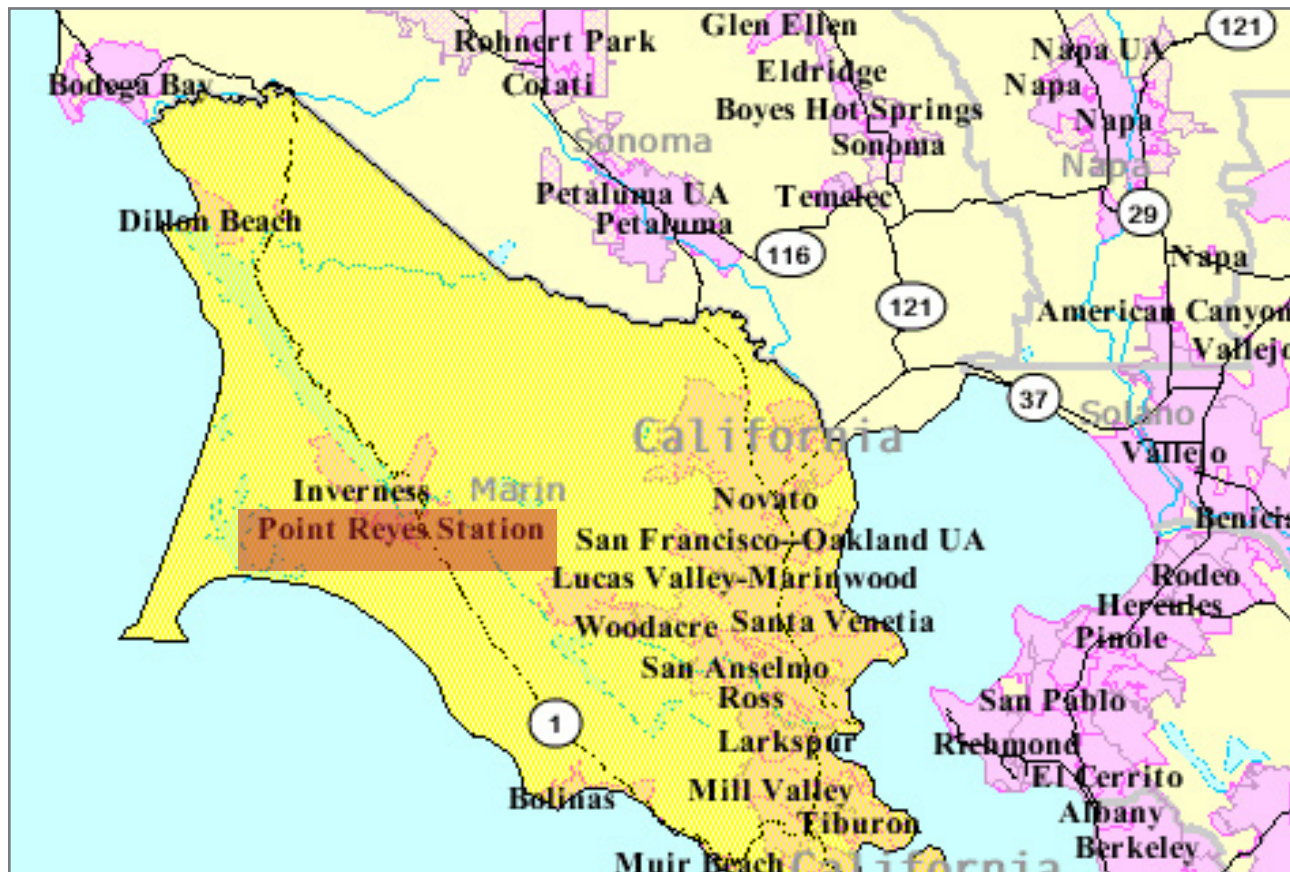 Glen Ellen
121
Rohnert Park
Napa UA
Eldridge
Bodega Bay
Cotati
Napa
Boyes Hot Springs
Napa
Sonoma
Sonoma
Napa
Petaluma UA
Temelec
Dillon Beach
Petaluma
29
116
Napa
121
American Canyon
Vallejo
37
Solano
California
Vallejo
Inverness
Marin
Novato
Benicia
Point Reyes Station
San Francisco--Oakland UA
Lucas Valley-Marinwood
Rodeo
Hercules
Woodacre
Santa Venetia
Pinole
San Anselmo
Ross
San Pablo
1
Larkspur
Richmond
El Cerrito
Mill Valley
Bolinas
Albany
Tiburon
Berkeley
Muir Beach
California